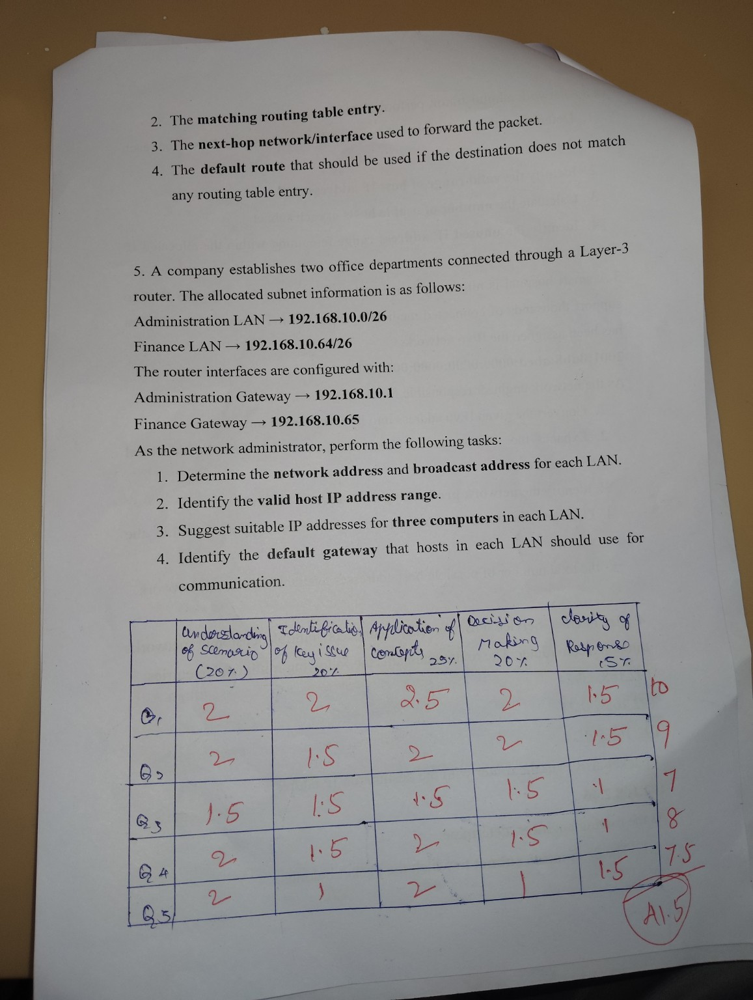 2. The matching routing table entry.
3. The next-hop network/interface used to forward the packet.
4. The default route that should be used if the destination does not match
any routing table entry.
5. A company establishes two office departments connected through a Layer-3
router. The allocated subnet information is as follows:
Administration LAN → 192.168.10.0/26
Finance LAN → 192.168.10.64/26
The router interfaces are configured with:
Administration Gateway → 192.168.10.1
Finance Gateway → 192.168.10.65
As the network administrator, perform the following tasks:
1. Determine the network address and broadcast address for each LAN.
2. Identify the valid host IP address range.
3. Suggest suitable IP addresses for three computers in each LAN.
4. Identify the default gateway that hosts in each LAN should use for
communication.
Understanding of scenario (20%) Identification of key issue 20% Application of concepts 25% Decision Making 20% clarity of Response 15%
Q1 2 2 2.5 2 1.5 10
Q2 2 1.5 2 2 1.5 9
Q3 1.5 1.5 1.5 1.5 1 7
Q4 2 1.5 2 1.5 1 8
Q5 2 1 2 1 1.5 7.5